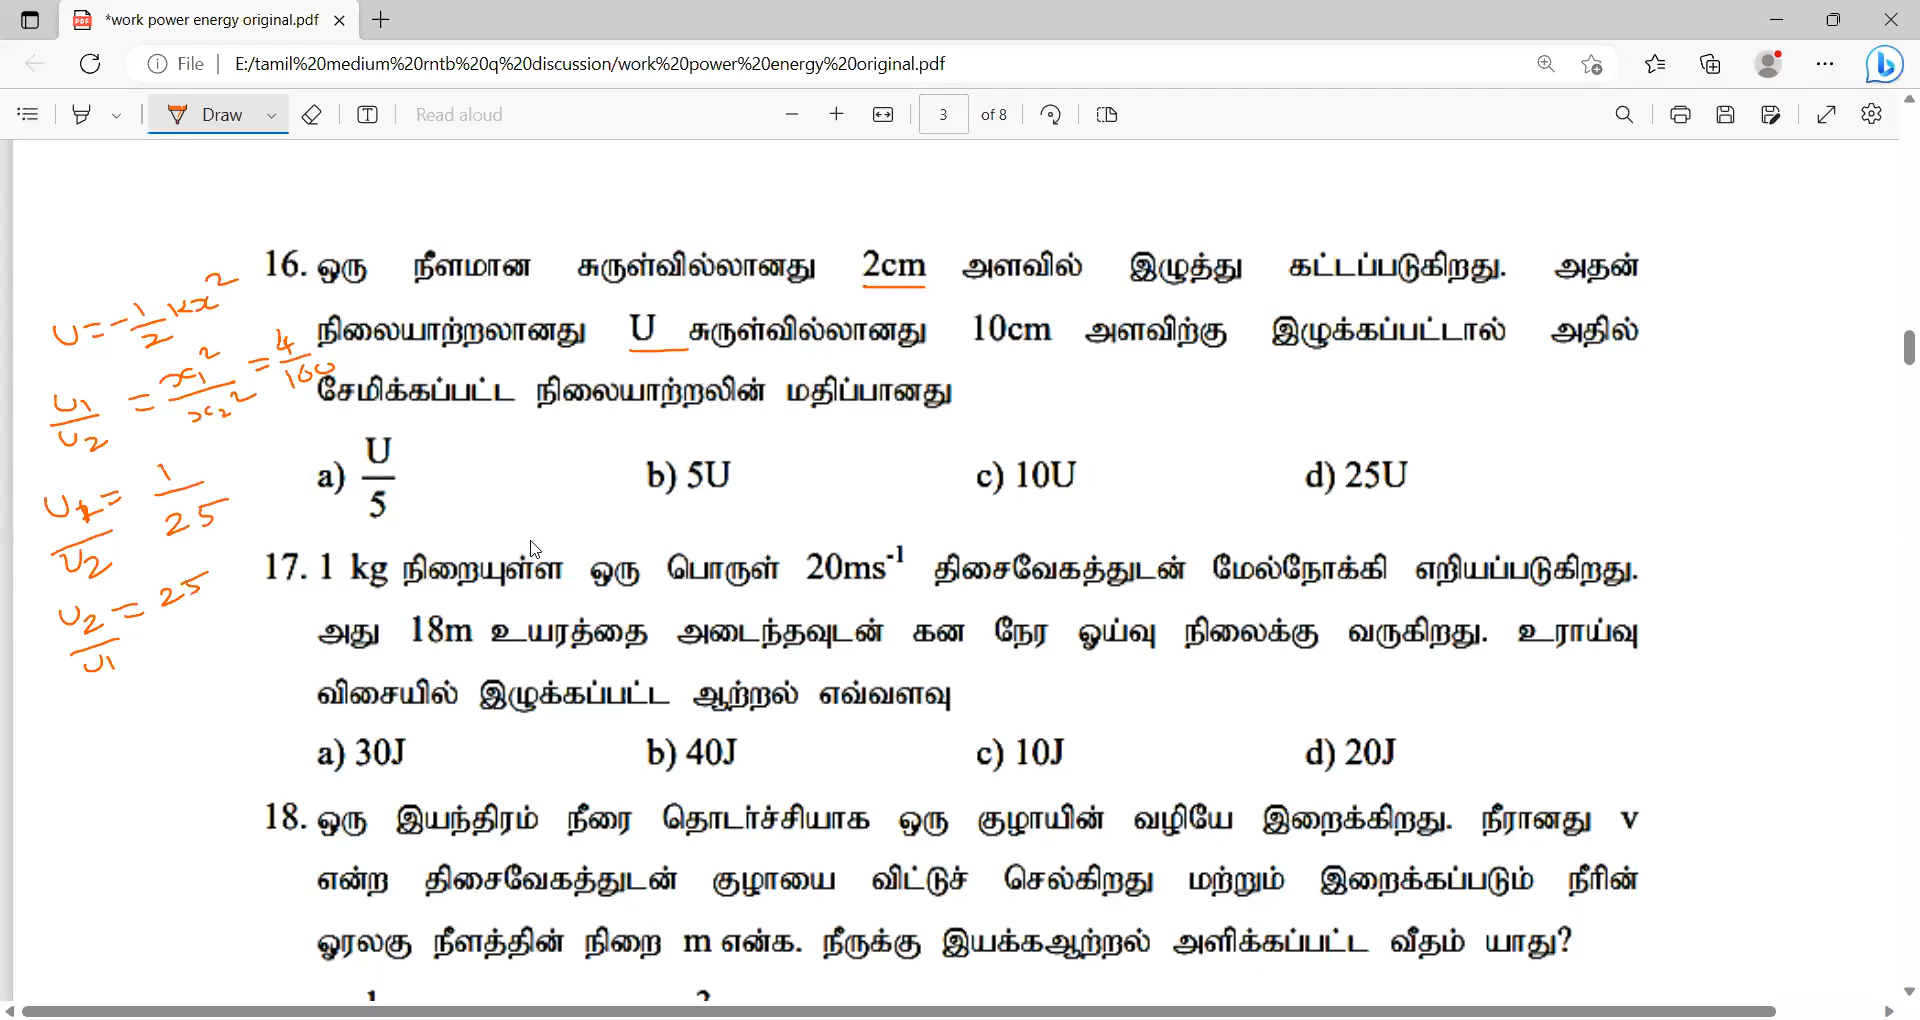 *work power energy original.pdf
File
E:/tamil%20medium%20rntb%20q%20discussion/work%20power%20energy%20original.pdf
Draw
Read aloud
3 of 8
16. ஒரு நீளமான சுருள்வில்லானது 2cm அளவில் இழுத்து கட்டப்படுகிறது. அதன்
நிலையாற்றலானது U சுருள்வில்லானது 10cm அளவிற்கு இழுக்கப்பட்டால் அதில்
சேமிக்கப்பட்ட நிலையாற்றலின் மதிப்பானது
a) U/5 b) 5U c) 10U d) 25U
U = -1/2 kx²
U1/U2 = x1²/x2² = 4/100
U1/U2 = 1/25
U2/U1 = 25
17. 1 kg நிறையுள்ள ஒரு பொருள் 20ms⁻¹ திசைவேகத்துடன் மேல்நோக்கி எறியப்படுகிறது.
அது 18m உயரத்தை அடைந்தவுடன் கன நேர ஓய்வு நிலைக்கு வருகிறது. உராய்வு
விசையில் இழுக்கப்பட்ட ஆற்றல் எவ்வளவு
a) 30J b) 40J c) 10J d) 20J
18. ஒரு இயந்திரம் நீரை தொடர்ச்சியாக ஒரு குழாயின் வழியே இறைக்கிறது. நீரானது v
என்ற திசைவேகத்துடன் குழாயை விட்டுச் செல்கிறது மற்றும் இறைக்கப்படும் நீரின்
ஓரலகு நீளத்தின் நிறை m என்க. நீருக்கு இயக்கஆற்றல் அளிக்கப்பட்ட வீதம் யாது?